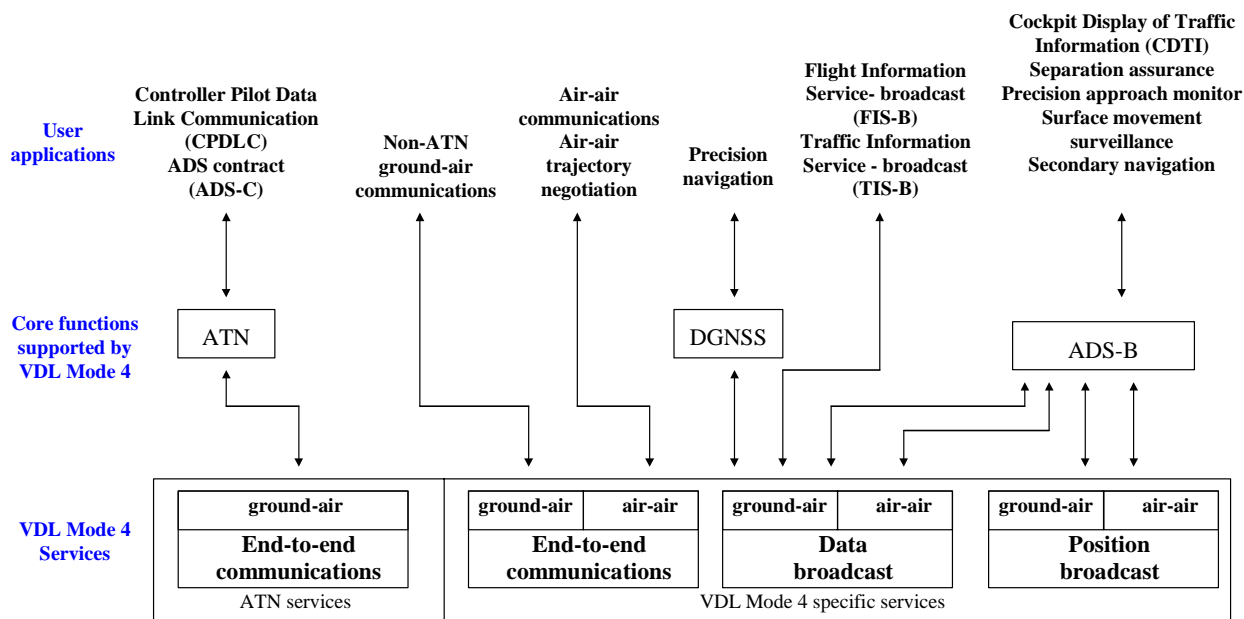 User
applications
Controller Pilot Data
Link Communication
(CPDLC)
ADS contract
(ADS-C)
Non-ATN
ground-air
communications
Air-air
communications
Air-air
trajectory
negotiation
Precision
navigation
Flight Information
Service- broadcast
(FIS-B)
Traffic Information
Service - broadcast
(TIS-B)
Cockpit Display of Traffic
Information (CDTI)
Separation assurance
Precision approach monitor
Surface movement
surveillance
Secondary navigation
Core functions
supported by
VDL Mode 4
ATN
DGNSS
ADS-B
VDL Mode 4
Services
ground-air
End-to-end
communications
ATN services
ground-air
air-air
End-to-end
communications
ground-air
air-air
Data
broadcast
ground-air
air-air
Position
broadcast
VDL Mode 4 specific services